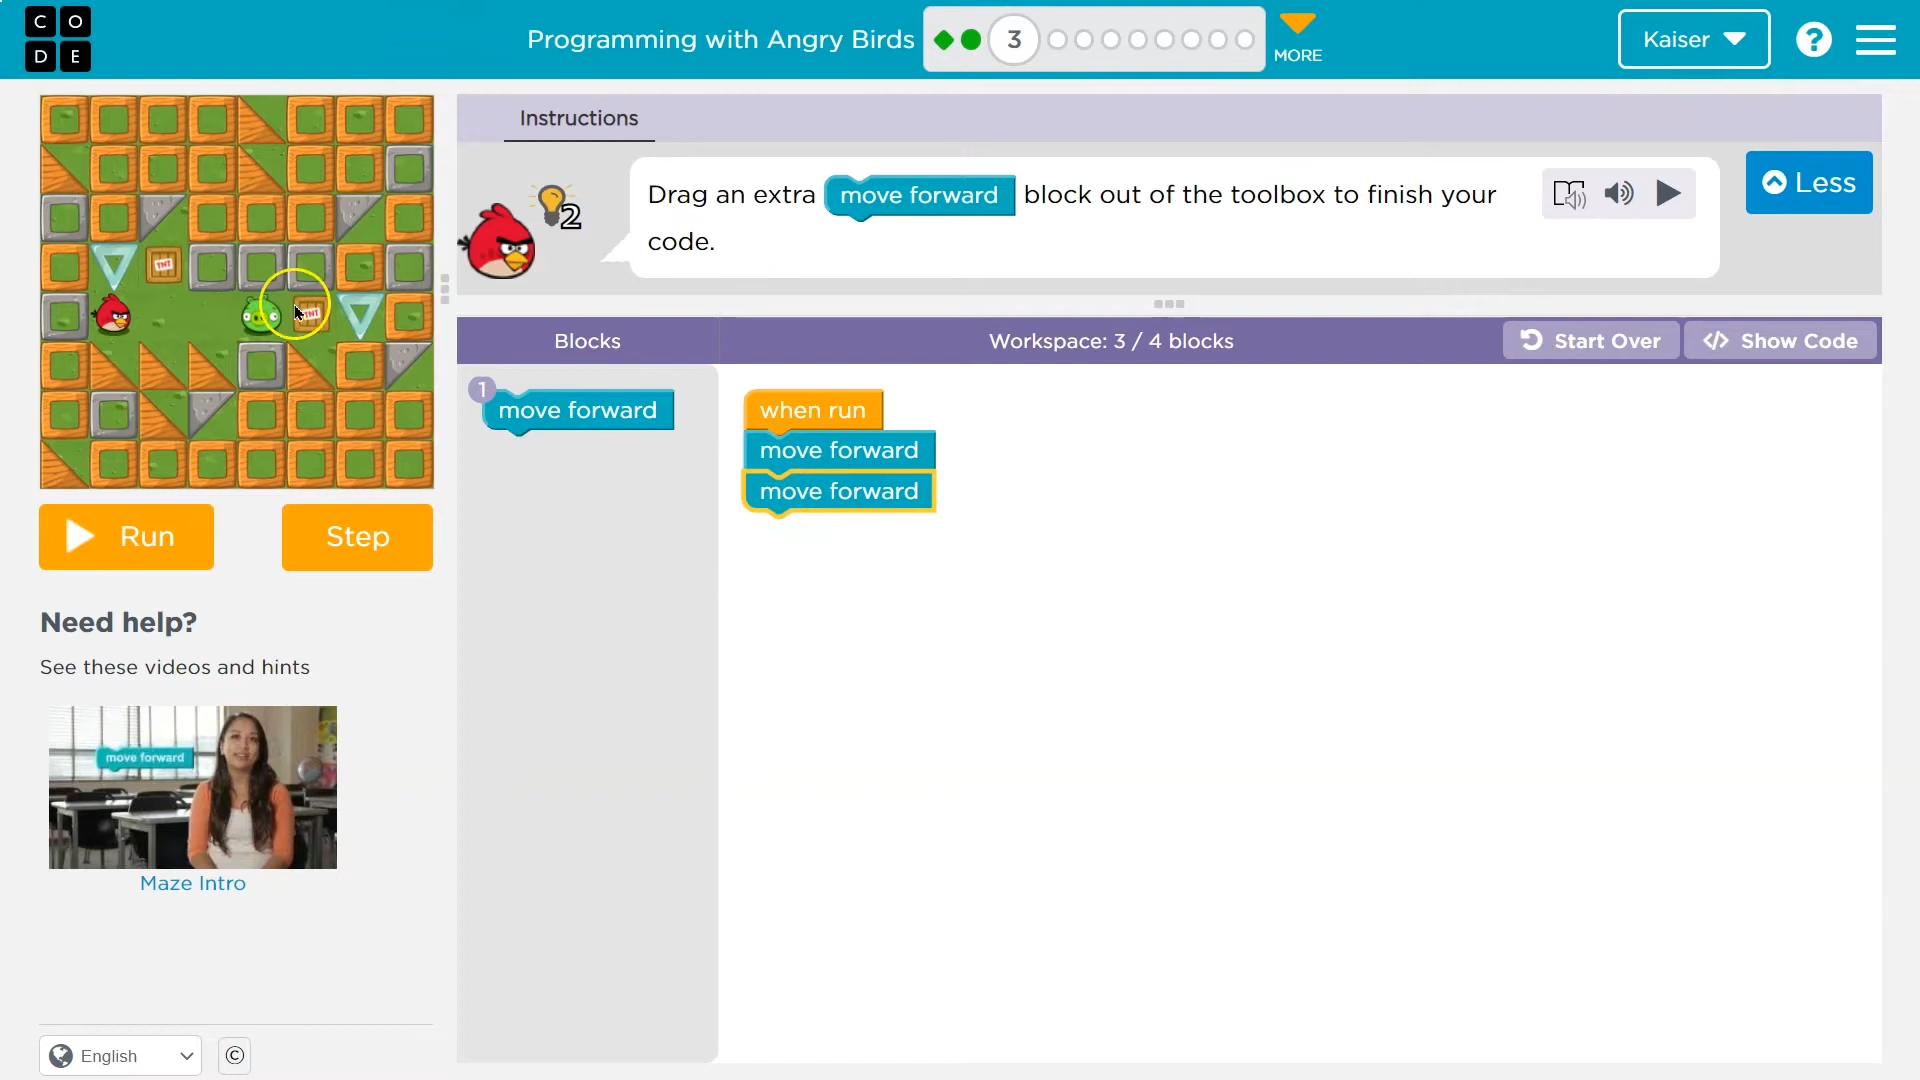 C O
D E
Programming with Angry Birds
3
MORE
Kaiser
?
Instructions
2
Drag an extra move forward block out of the toolbox to finish your
code.
Less
TNT
TNT
Blocks
Workspace: 3 / 4 blocks
Start Over
Show Code
1
move forward
when run
move forward
move forward
Run
Step
Need help?
See these videos and hints
move forward
Maze Intro
English
©